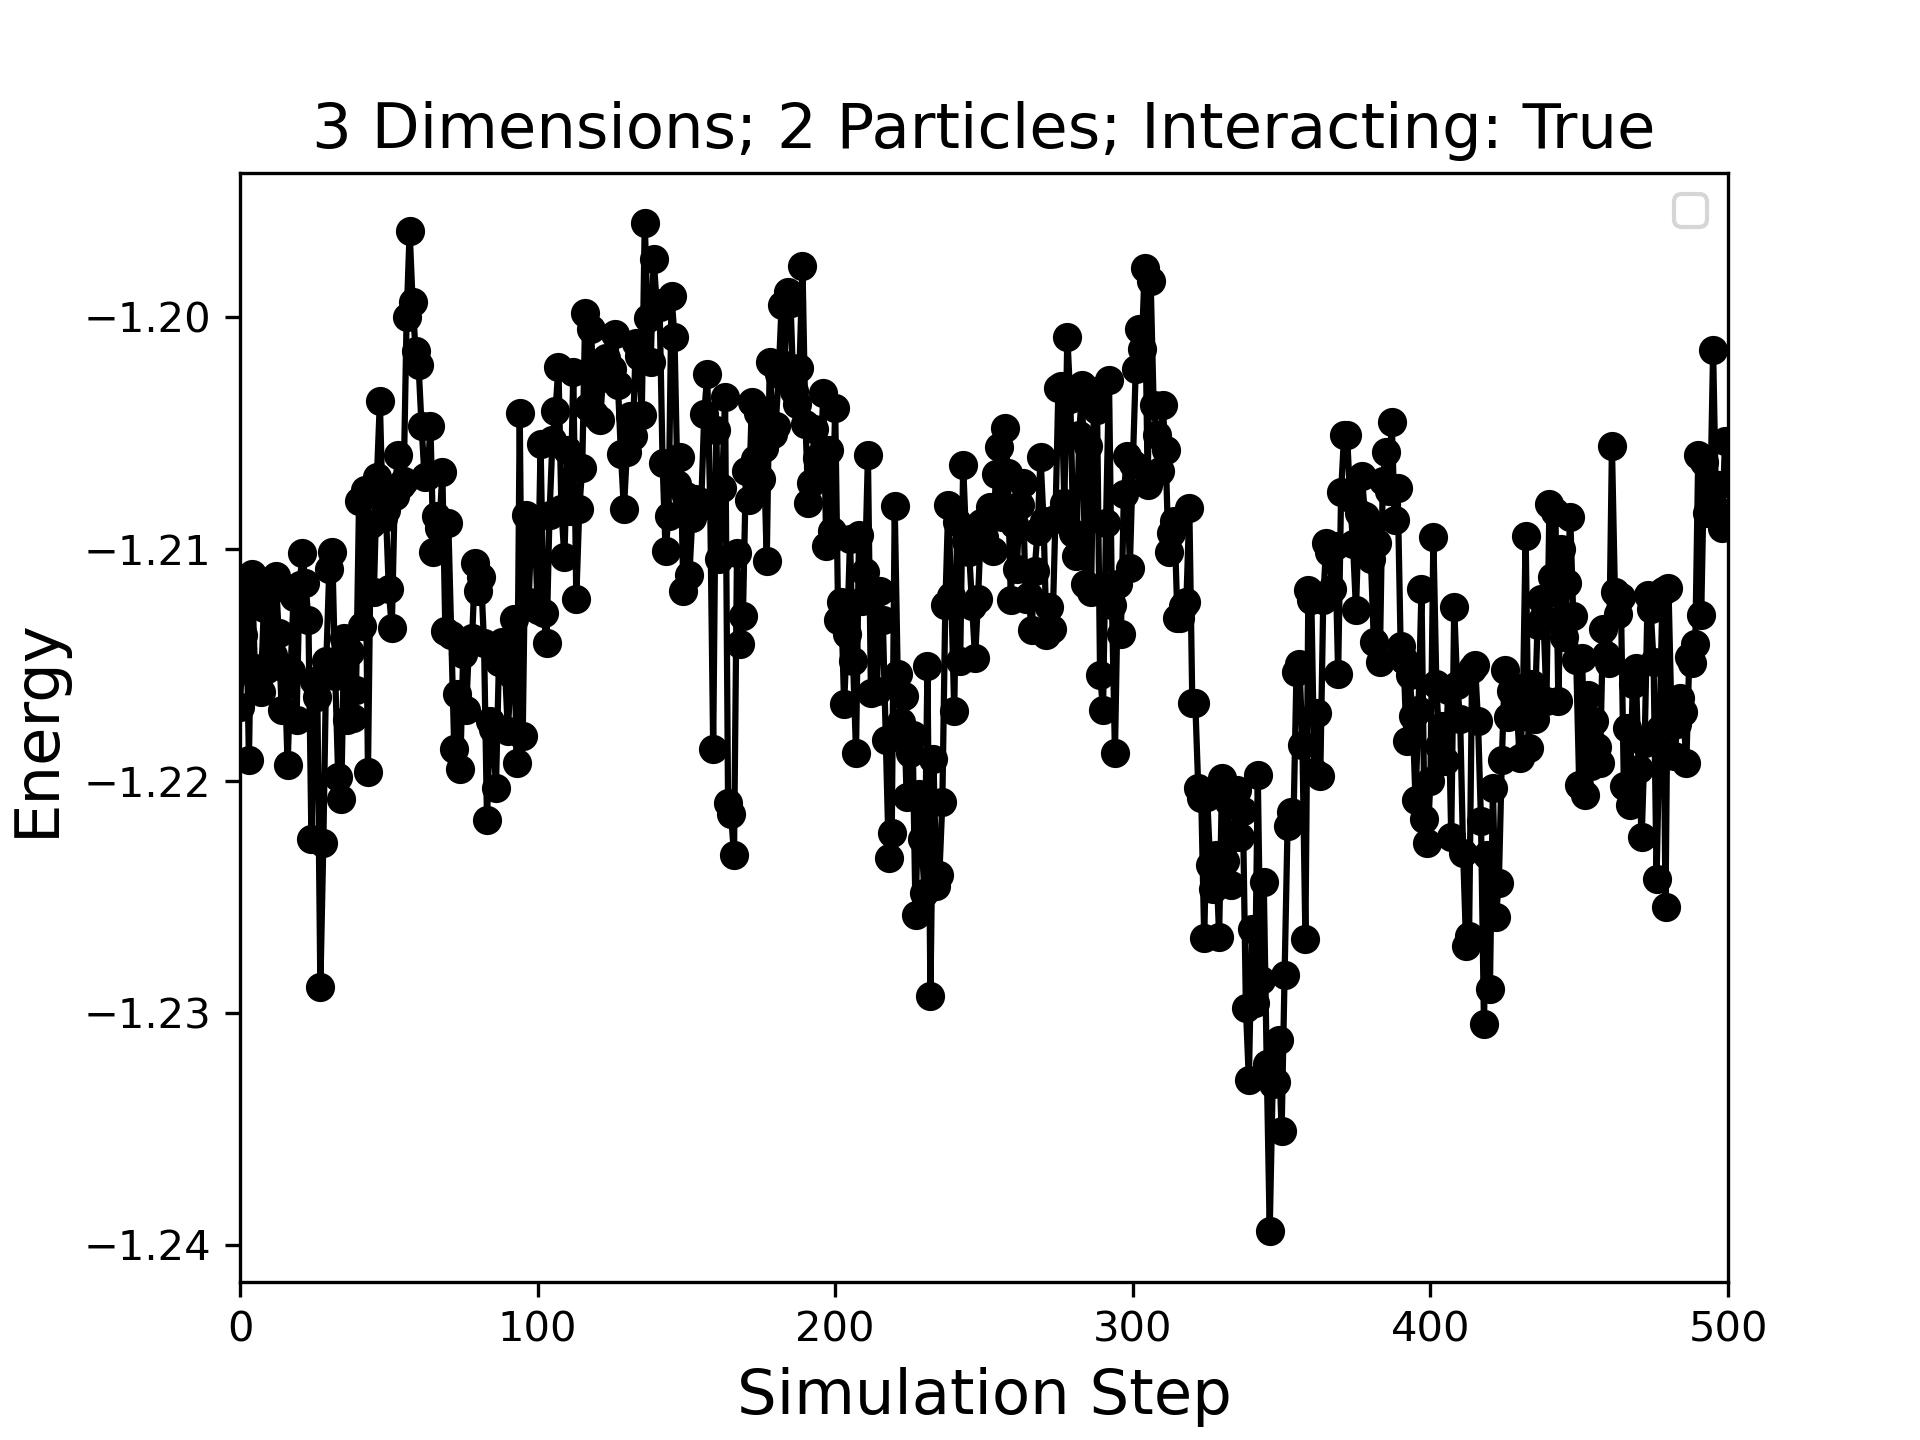 3 Dimensions; 2 Particles; Interacting: True
Energy
−1.20
−1.21
−1.22
−1.23
−1.24
0 100 200 300 400 500
Simulation Step